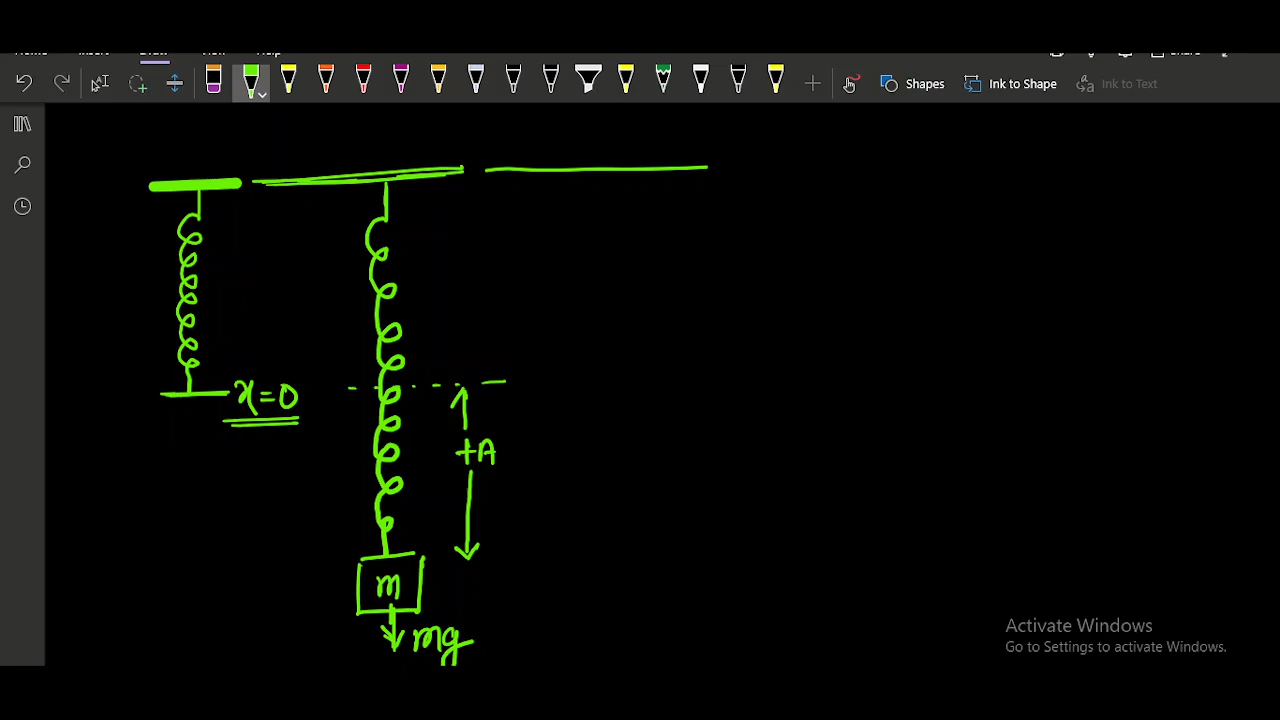 Shapes
Ink to Shape
Ink to Text
x=0
+A
m
mg
Activate Windows
Go to Settings to activate Windows.